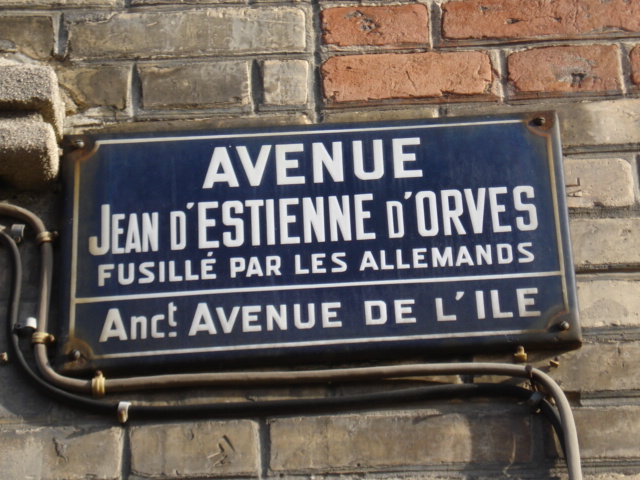 AVENUE
JEAN D'ESTIENNE D'ORVES
FUSILLÉ PAR LES ALLEMANDS
Anct AVENUE DE L'ILE